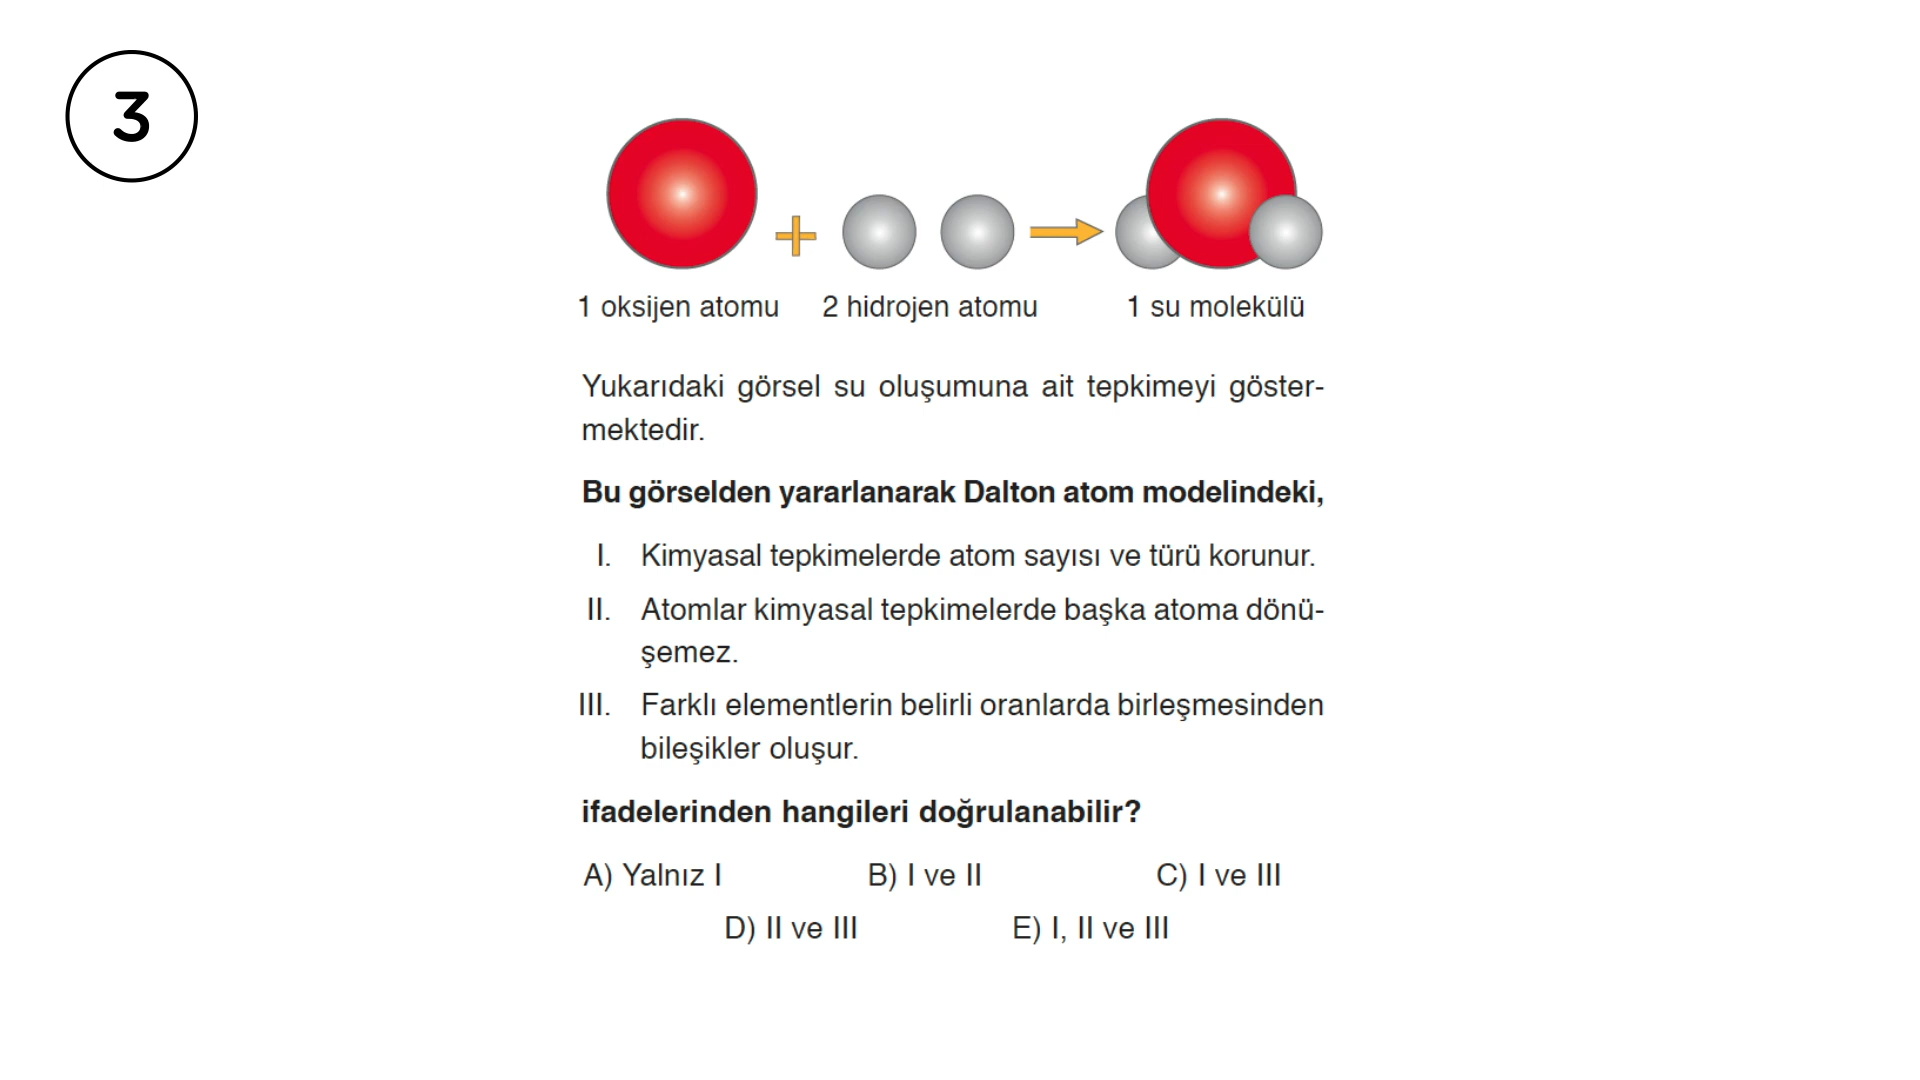 3
1 oksijen atomu 2 hidrojen atomu 1 su molekülü
Yukarıdaki görsel su oluşumuna ait tepkimeyi göster-
mektedir.
Bu görselden yararlanarak Dalton atom modelindeki,
I. Kimyasal tepkimelerde atom sayısı ve türü korunur.
II. Atomlar kimyasal tepkimelerde başka atoma dönü-
şemez.
III. Farklı elementlerin belirli oranlarda birleşmesinden
bileşikler oluşur.
ifadelerinden hangileri doğrulanabilir?
A) Yalnız I B) I ve II C) I ve III
D) II ve III E) I, II ve III